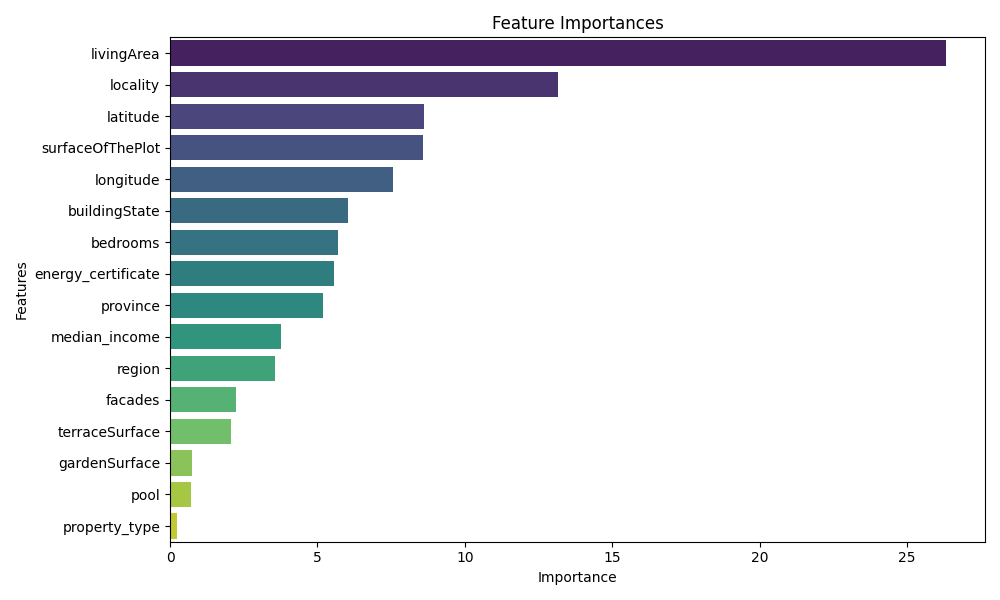 Feature Importances
livingArea
locality
latitude
surfaceOfThePlot
longitude
buildingState
bedrooms
energy_certificate
province
median_income
region
facades
terraceSurface
gardenSurface
pool
property_type
Features
0 5 10 15 20 25
Importance